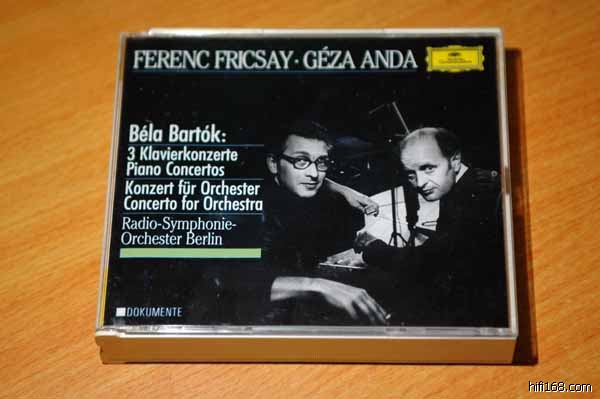 FERENC FRICSAY · GÉZA ANDA
Béla Bartók:
3 Klavierkonzerte
Piano Concertos
Konzert für Orchester
Concerto for Orchestra
Radio-Symphonie-
Orchester Berlin
DOKUMENTE
hifi168.com